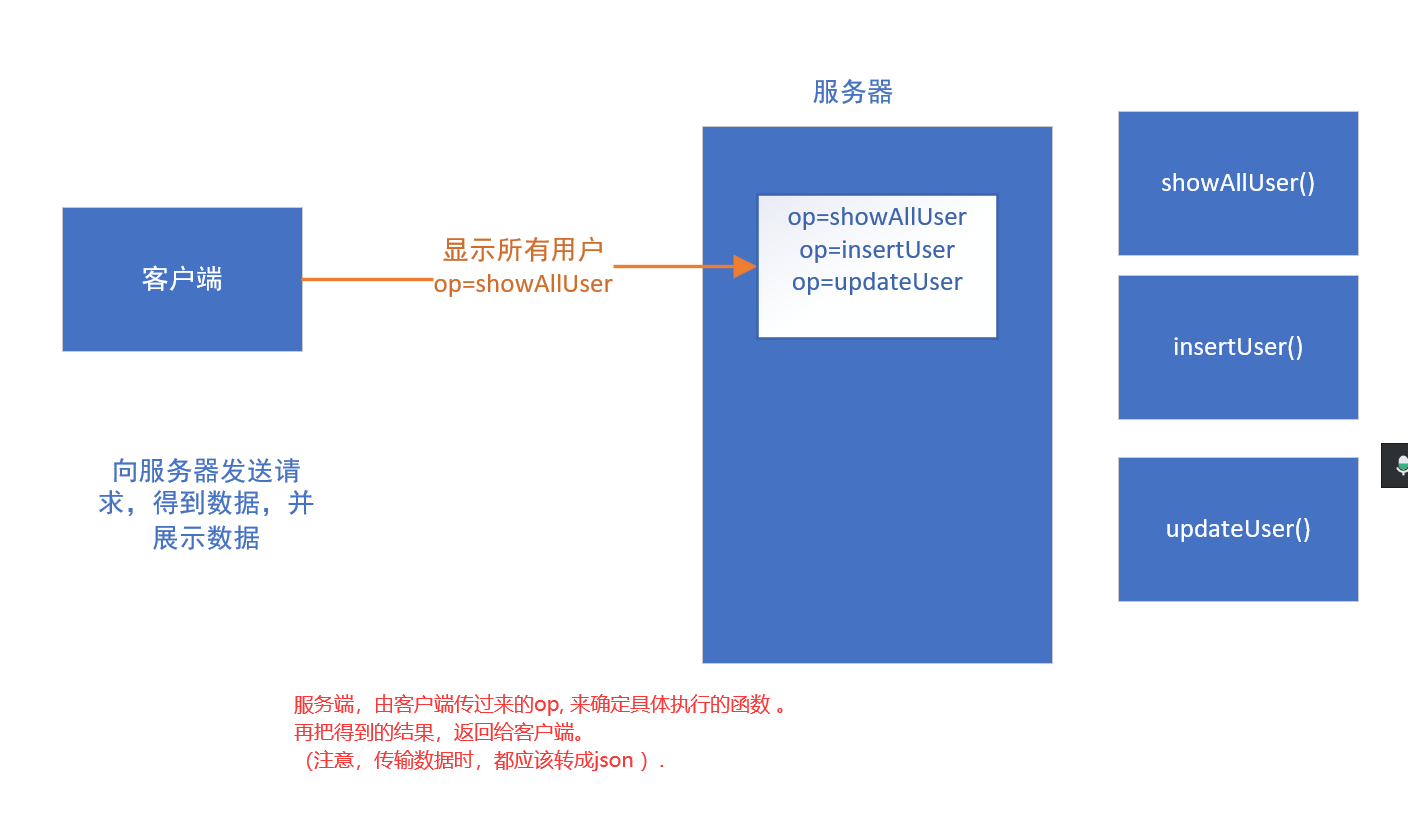 服务器
showAllUser()
op=showAllUser
op=insertUser
op=updateUser
显示所有用户
op=showAllUser
客户端
insertUser()
向服务器发送请
求，得到数据，并
展示数据
updateUser()
服务端，由客户端传过来的op, 来确定具体执行的函数 。
再把得到的结果，返回给客户端。
（注意，传输数据时，都应该转成json ）.